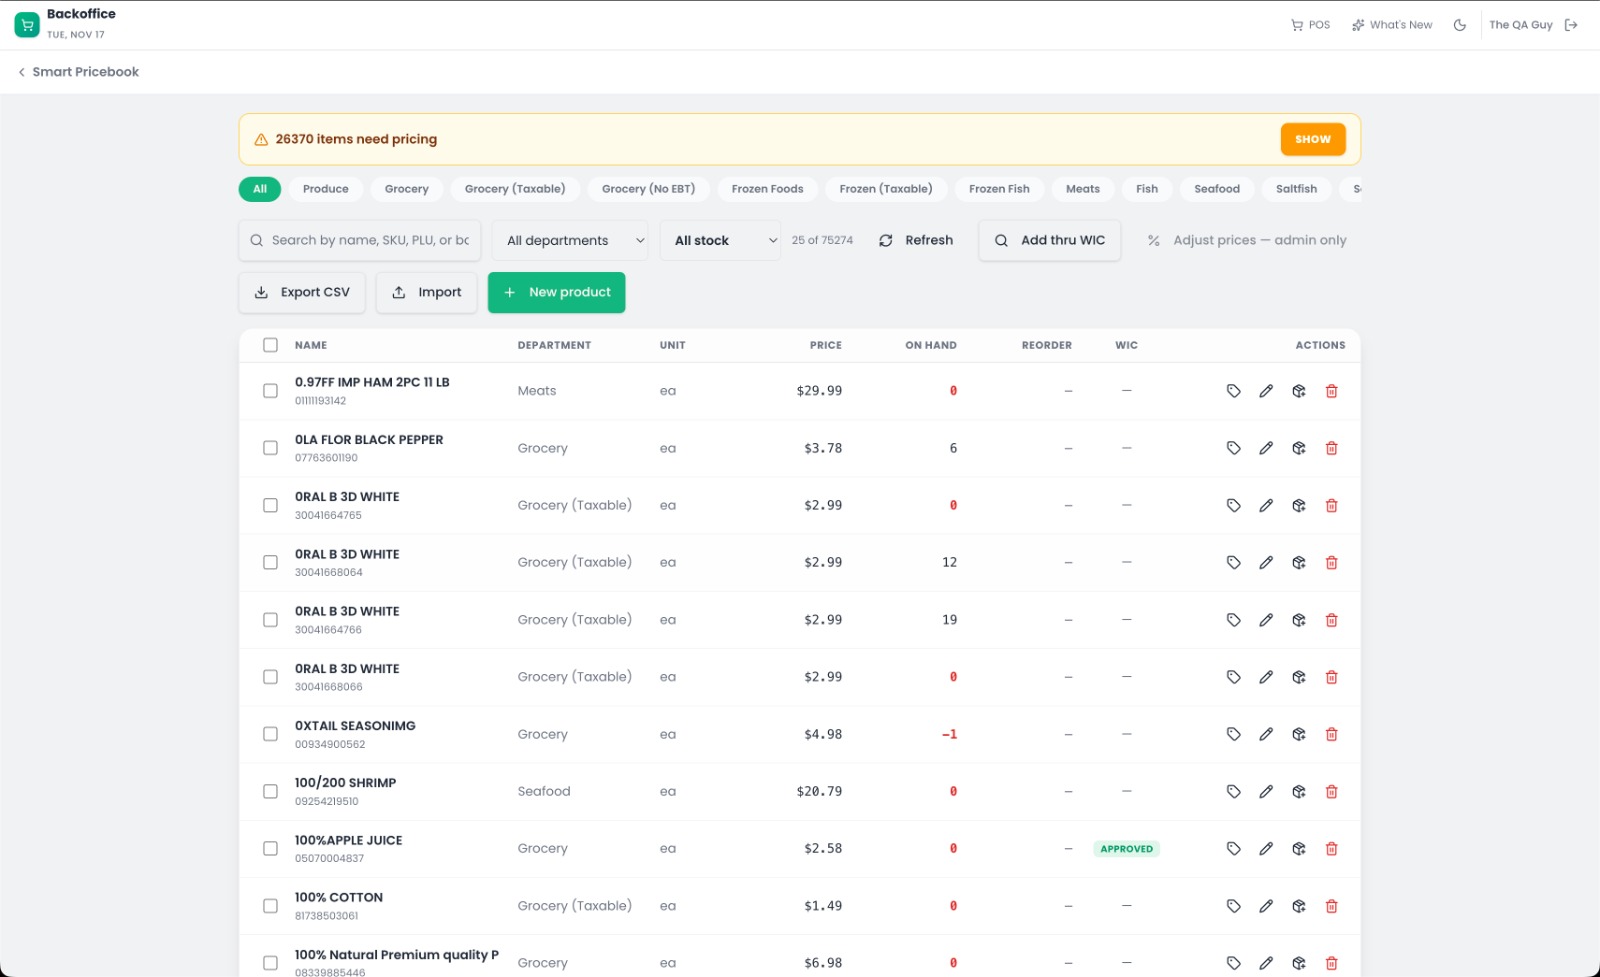 Backoffice
TUE, NOV 17
POS
What's New
The QA Guy
Smart Pricebook
26370 items need pricing
SHOW
All
Produce
Grocery
Grocery (Taxable)
Grocery (No EBT)
Frozen Foods
Frozen (Taxable)
Frozen Fish
Meats
Fish
Seafood
Saltfish
Search by name, SKU, PLU, or bc
All departments
All stock
25 of 75274
Refresh
Add thru WIC
Adjust prices — admin only
Export CSV
Import
New product
NAME DEPARTMENT UNIT PRICE ON HAND REORDER WIC ACTIONS
0.97FF IMP HAM 2PC 11 LB
01111193142
Meats ea $29.99 0 – —
0LA FLOR BLACK PEPPER
07763601190
Grocery ea $3.78 6 – —
0RAL B 3D WHITE
30041664765
Grocery (Taxable) ea $2.99 0 – —
0RAL B 3D WHITE
30041668064
Grocery (Taxable) ea $2.99 12 – —
0RAL B 3D WHITE
30041664766
Grocery (Taxable) ea $2.99 19 – —
0RAL B 3D WHITE
30041668066
Grocery (Taxable) ea $2.99 0 – —
0XTAIL SEASONIMG
00934900562
Grocery ea $4.98 -1 – —
100/200 SHRIMP
09254219510
Seafood ea $20.79 0 – —
100%APPLE JUICE
05070004837
Grocery ea $2.58 0 – APPROVED
100% COTTON
81738503061
Grocery (Taxable) ea $1.49 0 – —
100% Natural Premium quality P
08339885446
Grocery ea $6.98 0 – —